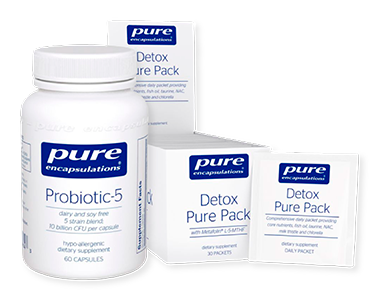 pure
encapsulations®
Probiotic-5
dairy and soy free
5 strain blend,
10 billion CFU per capsule
hypo-allergenic
dietary supplement
60 CAPSULES
Supplement Facts
pure
encapsulations®
Detox
Pure Pack
pure
encapsulations®
Detox
Pure Pack
with Metafolin® L-5-MTHF
dietary supplement
30 PACKETS
pure
encapsulations®
Detox
Pure Pack
Comprehensive daily packet providing
core nutrients, fish oil, taurine, NAC,
milk thistle and chlorella
dietary supplement
DAILY PACKET